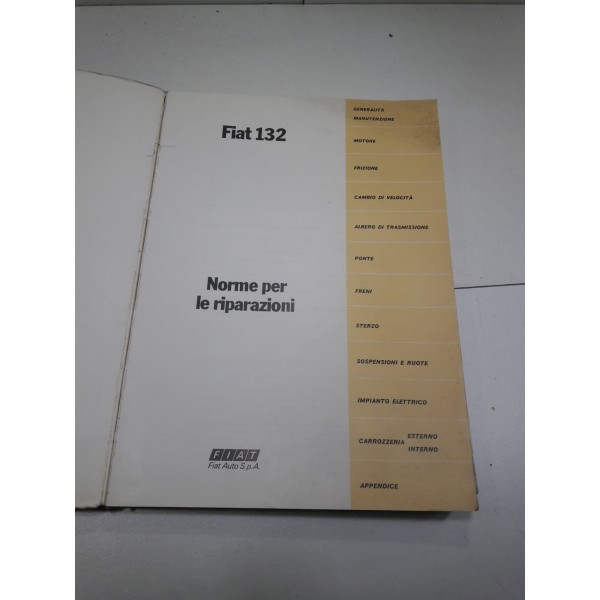 Fiat 132
Norme per
le riparazioni
FIAT
Fiat Auto S.p.A.
GENERALITÀ
MANUTENZIONE
MOTORE
FRIZIONE
CAMBIO DI VELOCITÀ
ALBERO DI TRASMISSIONE
PONTE
FRENI
STERZO
SOSPENSIONI E RUOTE
IMPIANTO ELETTRICO
CARROZZERIA ESTERNO
INTERNO
APPENDICE